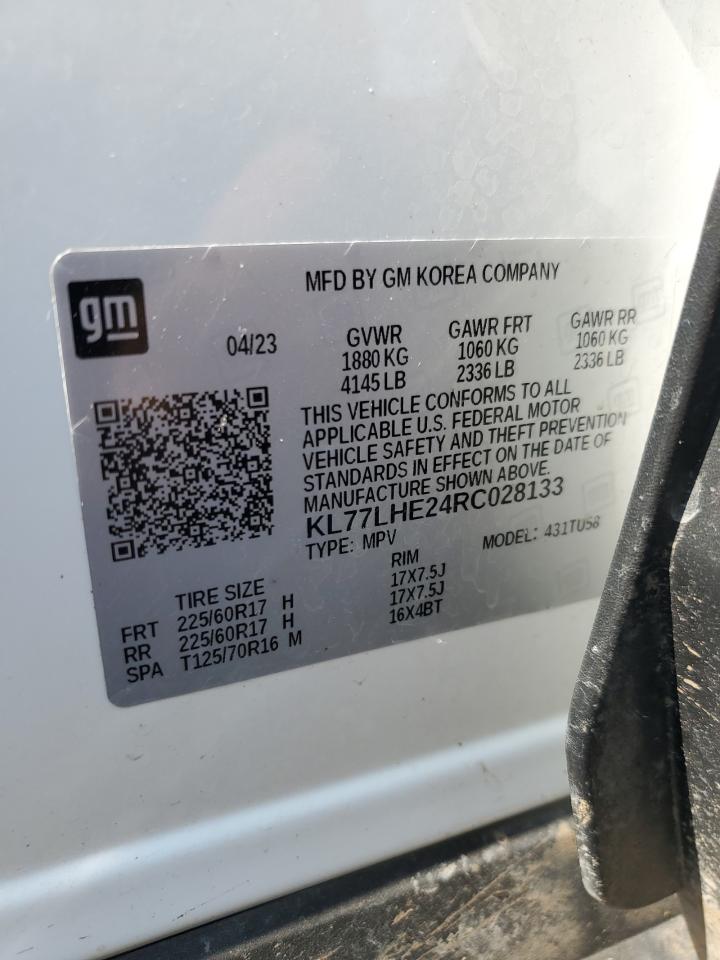 gm
MFD BY GM KOREA COMPANY
04/23 GVWR GAWR FRT GAWR RR
1880 KG 1060 KG 1060 KG
4145 LB 2336 LB 2336 LB
THIS VEHICLE CONFORMS TO ALL
APPLICABLE U.S. FEDERAL MOTOR
VEHICLE SAFETY AND THEFT PREVENTION
STANDARDS IN EFFECT ON THE DATE OF
MANUFACTURE SHOWN ABOVE.
KL77LHE24RC028133
TYPE: MPV MODEL: 431TU58
TIRE SIZE RIM
FRT 225/60R17 H 17X7.5J
RR 225/60R17 H 17X7.5J
SPA T125/70R16 M 16X4BT